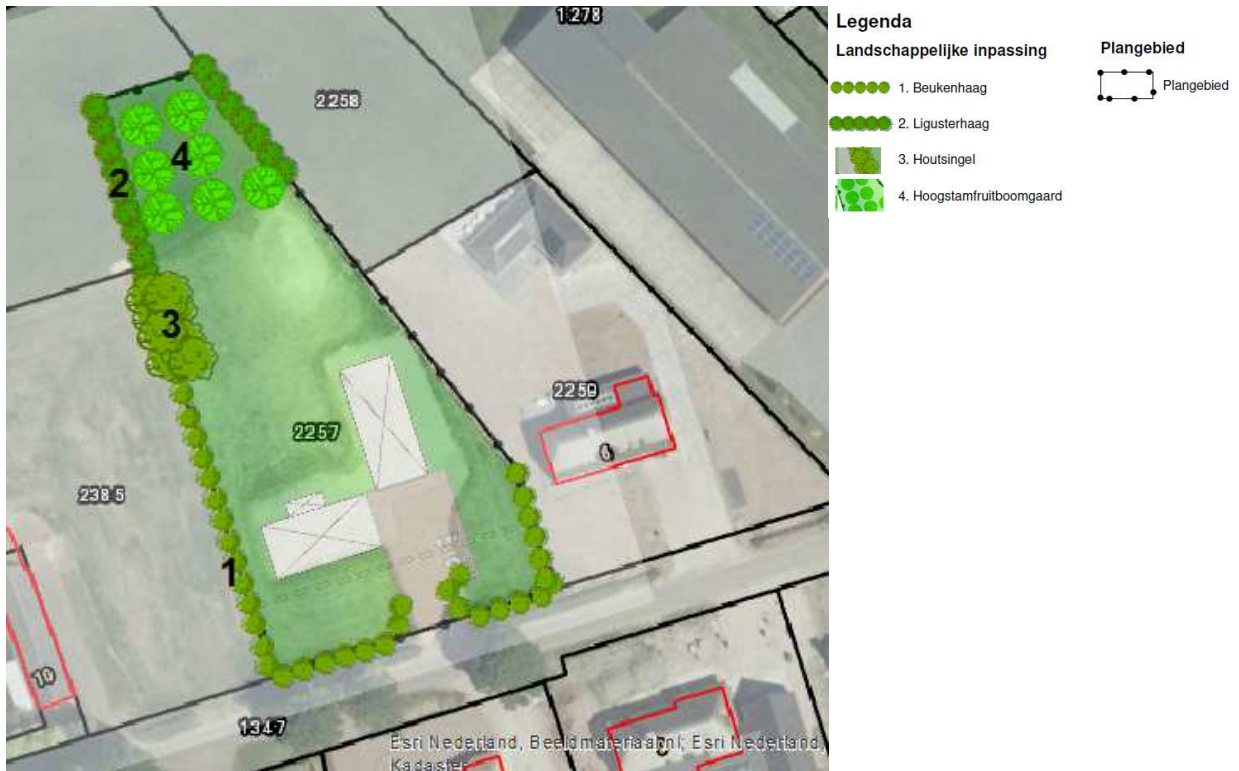 1278
2258
4
2
3
2259
6
2257
2385
1
10
1347
Esri Nederland, Beeldmateriaal.nl, Esri Nederland,
Kadaster
Legenda
Landschappelijke inpassing
1. Beukenhaag
2. Ligusterhaag
3. Houtsingel
4. Hoogstamfruitboomgaard
Plangebied
Plangebied